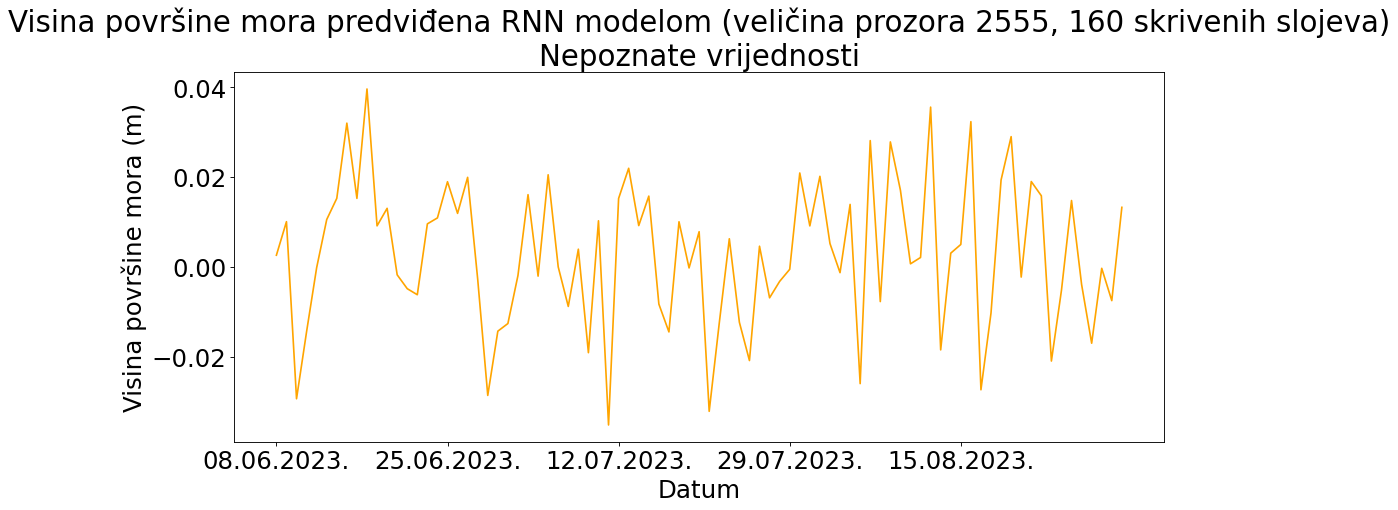 Visina površine mora predviđena RNN modelom (veličina prozora 2555, 160 skrivenih slojeva)
Nepoznate vrijednosti
Visina površine mora (m)
0.04
0.02
0.00
−0.02
08.06.2023. 25.06.2023. 12.07.2023. 29.07.2023. 15.08.2023.
Datum